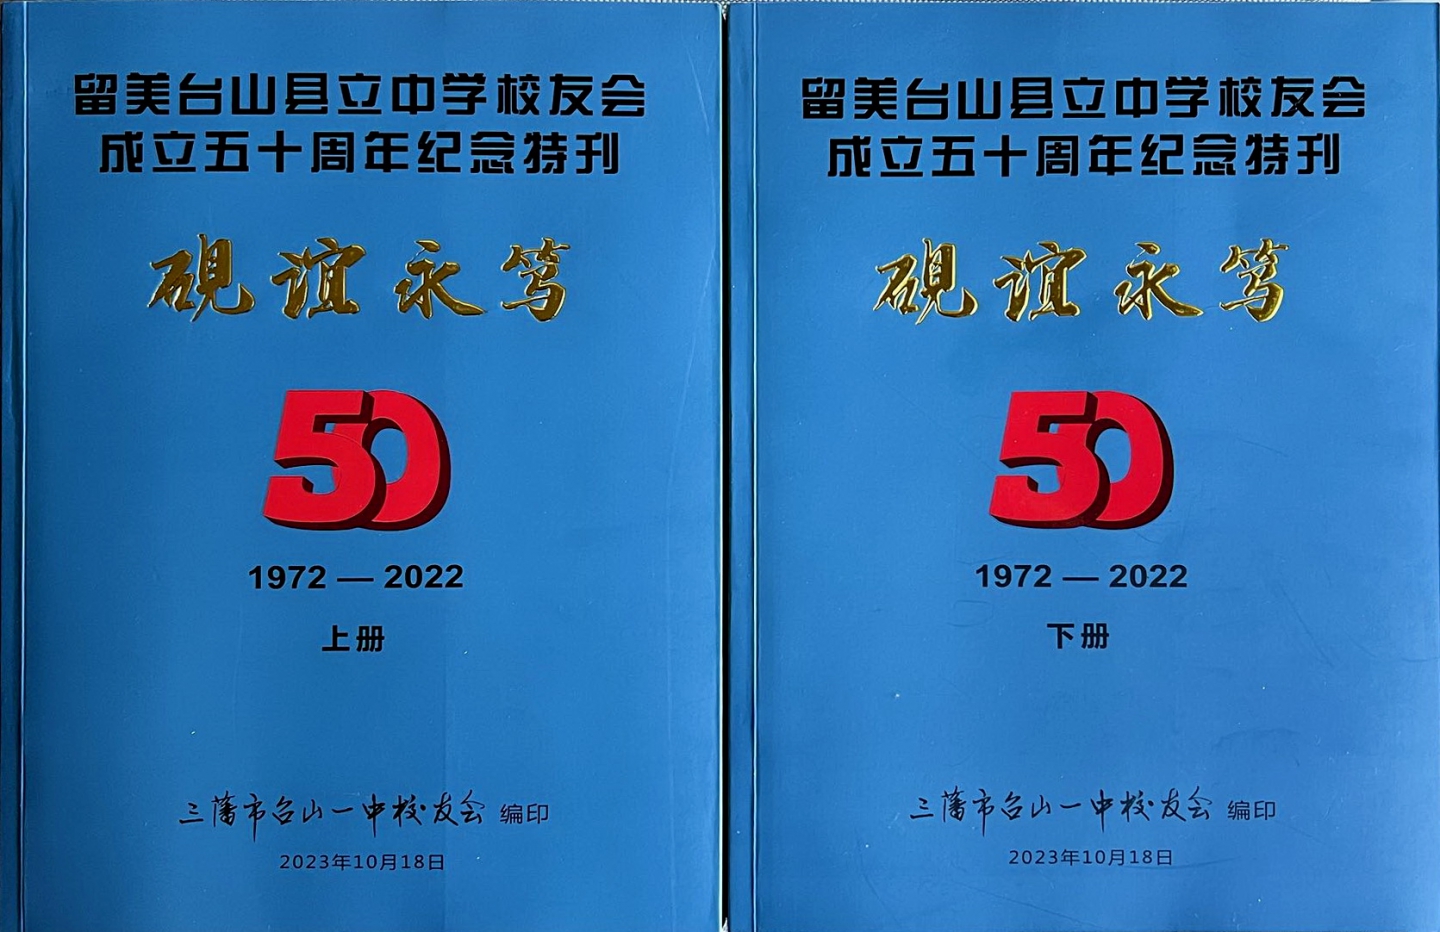 留美台山县立中学校友会
成立五十周年纪念特刊
砚谊永笃
50
1972 — 2022
上册
三藩市台山一中校友会 编印
2023年10月18日
留美台山县立中学校友会
成立五十周年纪念特刊
砚谊永笃
50
1972 — 2022
下册
三藩市台山一中校友会 编印
2023年10月18日